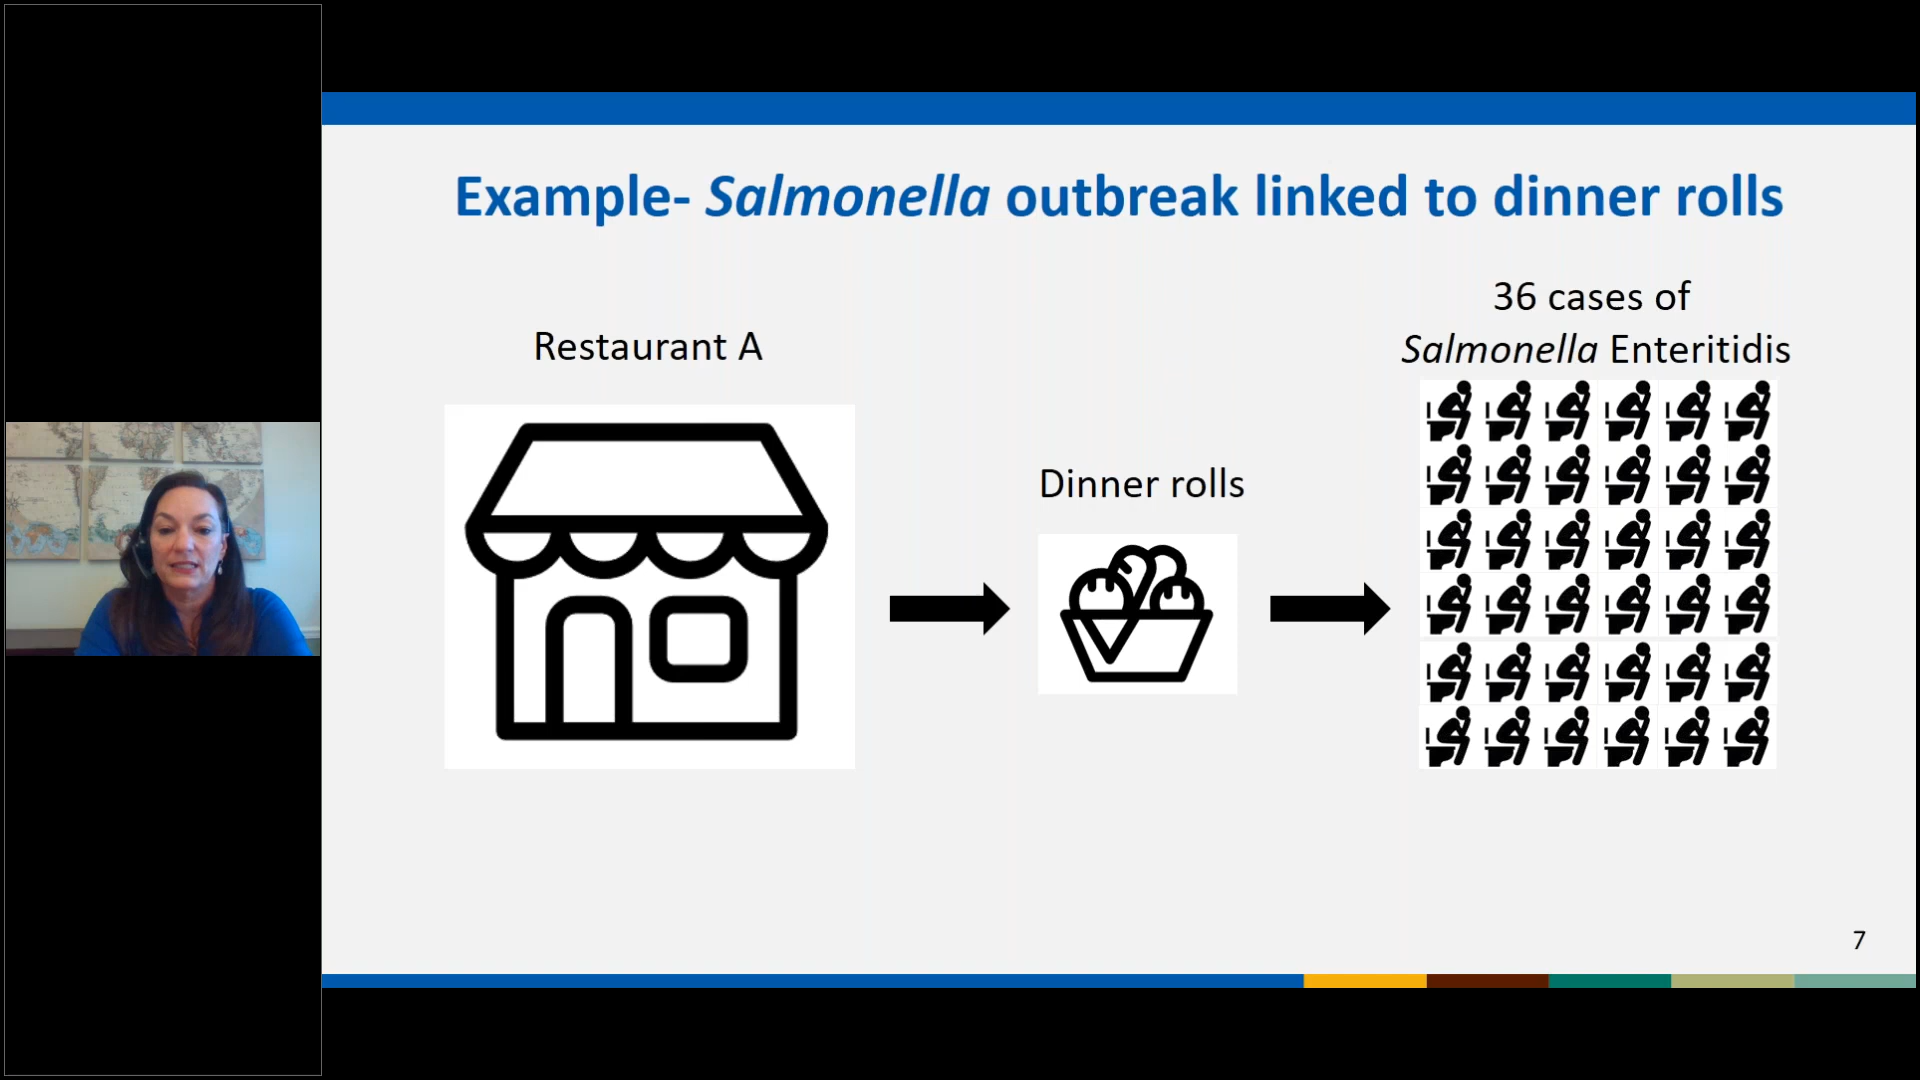 Example- Salmonella outbreak linked to dinner rolls
Restaurant A
Dinner rolls
36 cases of
Salmonella Enteritidis
7